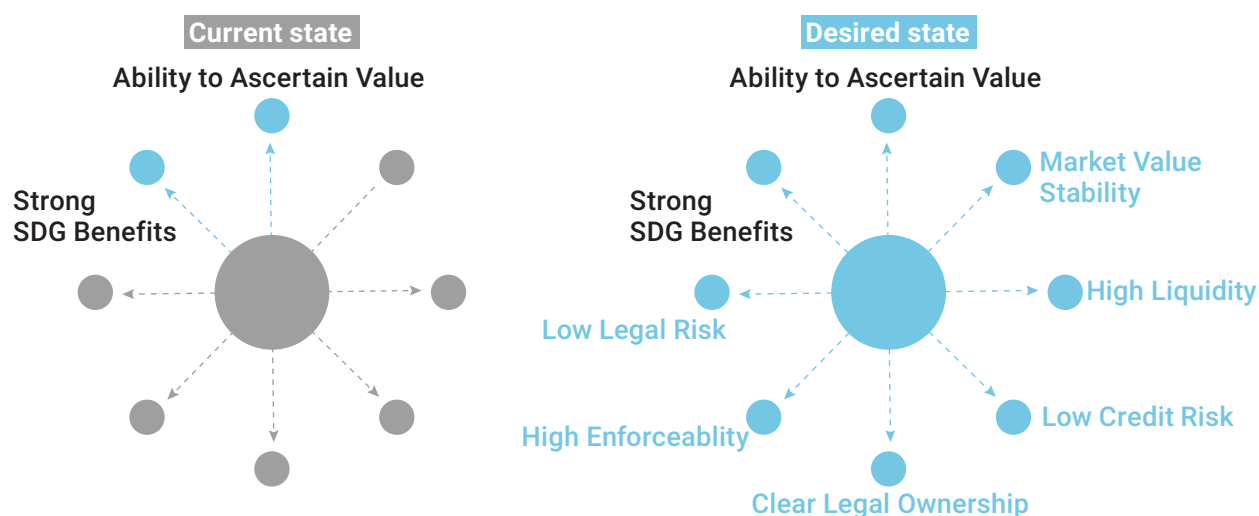 Current state
Ability to Ascertain Value
Strong
SDG Benefits
Desired state
Ability to Ascertain Value
Market Value
Stability
Strong
SDG Benefits
High Liquidity
Low Legal Risk
Low Credit Risk
High Enforceablity
Clear Legal Ownership